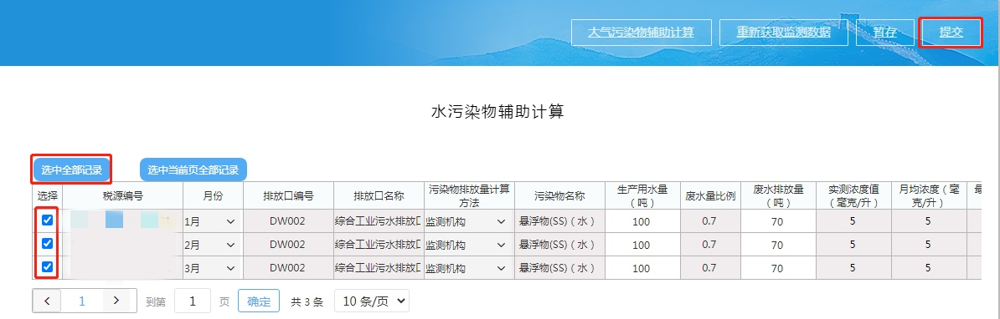 大气污染物辅助计算 重新获取监测数据 暂存 提交
水污染物辅助计算
选中全部记录 选中当前页全部记录
选择 税源编号 月份 排放口编号 排放口名称 污染物排放量计算方法 污染物名称 生产用水量（吨） 废水量比例 废水排放量（吨） 实测浓度值（毫克/升） 月均浓度（毫克/升）
1月 DW002 综合工业污水排放口 监测机构 悬浮物(SS)（水） 100 0.7 70 5 5
2月 DW002 综合工业污水排放口 监测机构 悬浮物(SS)（水） 100 0.7 70 5 5
3月 DW002 综合工业污水排放口 监测机构 悬浮物(SS)（水） 100 0.7 70 5 5
< 1 > 到第 1 页 确定 共 3 条 10 条/页